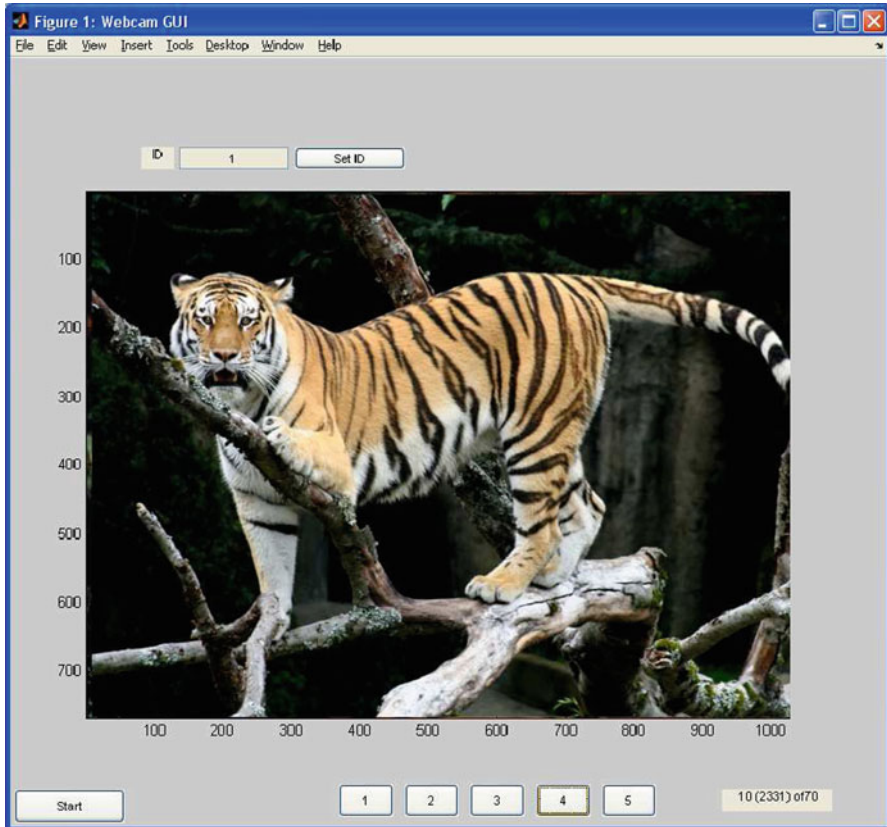 Figure 1: Webcam GUI
File Edit View Insert Tools Desktop Window Help
ID 1 Set ID
100
200
300
400
500
600
700
100 200 300 400 500 600 700 800 900 1000
Start 1 2 3 4 5 10 (2331) of70